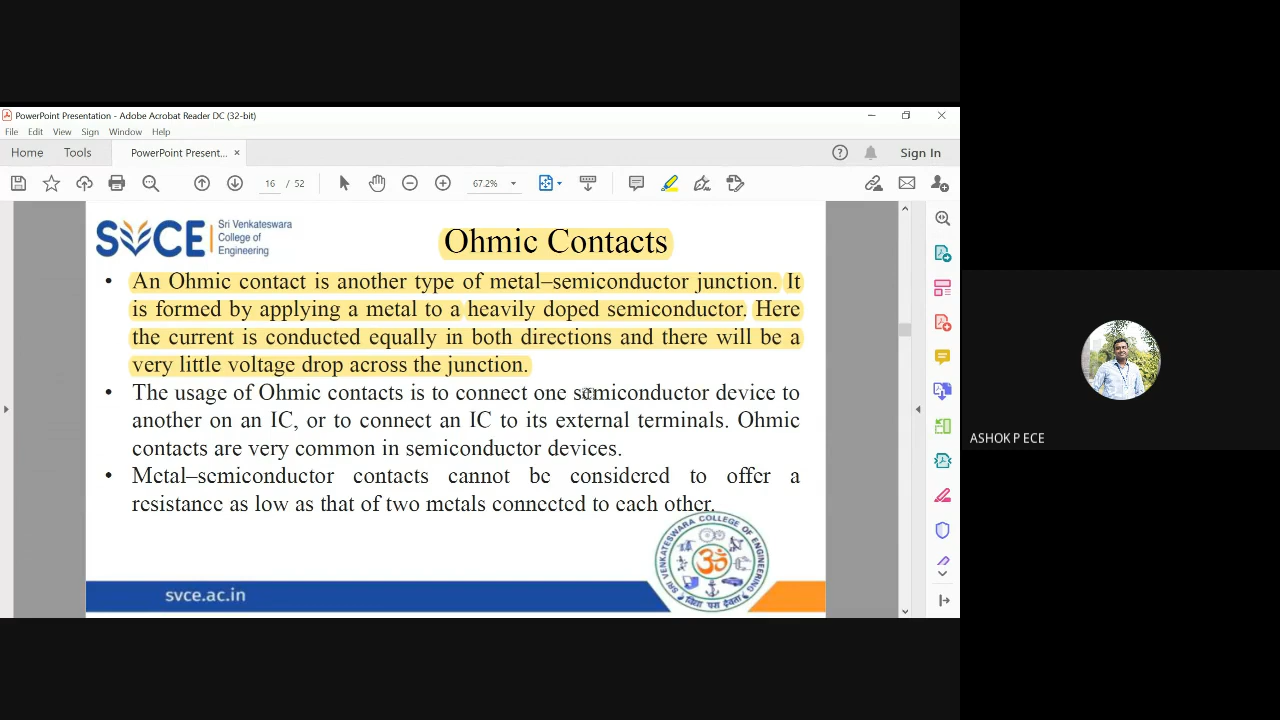 PowerPoint Presentation - Adobe Acrobat Reader DC (32-bit)
File Edit View Sign Window Help
Home Tools PowerPoint Present... × Sign In
16 / 52 67.2%
SVCE Sri Venkateswara
College of
Engineering
Ohmic Contacts
• An Ohmic contact is another type of metal–semiconductor junction. It
is formed by applying a metal to a heavily doped semiconductor. Here
the current is conducted equally in both directions and there will be a
very little voltage drop across the junction.
• The usage of Ohmic contacts is to connect one semiconductor device to
another on an IC, or to connect an IC to its external terminals. Ohmic
contacts are very common in semiconductor devices.
• Metal–semiconductor contacts cannot be considered to offer a
resistance as low as that of two metals connected to each other.
SRI VENKATESWARA COLLEGE OF ENGINEERING
ॐ
svce.ac.in
ASHOK P ECE